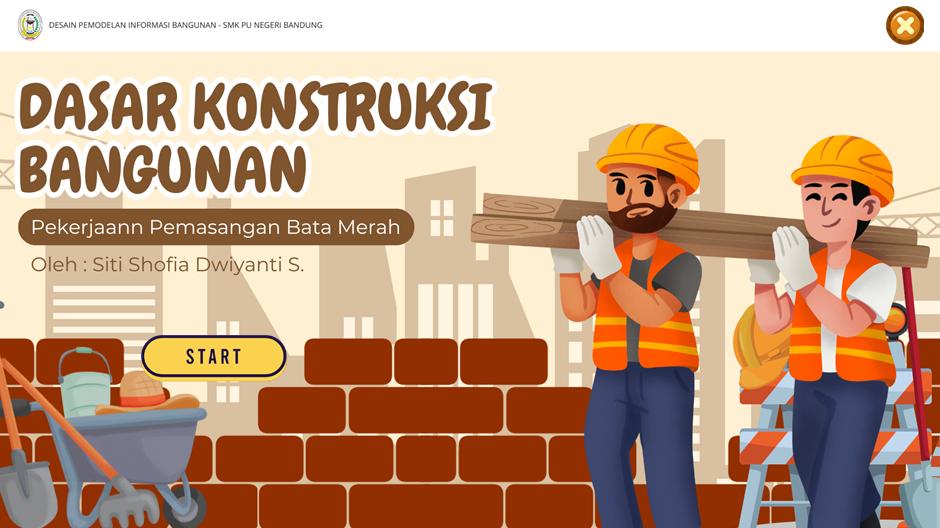 DESAIN PEMODELAN INFORMASI BANGUNAN - SMK PU NEGERI BANDUNG
DASAR KONSTRUKSI
BANGUNAN
Pekerjaann Pemasangan Bata Merah
Oleh : Siti Shofia Dwiyanti S.
START